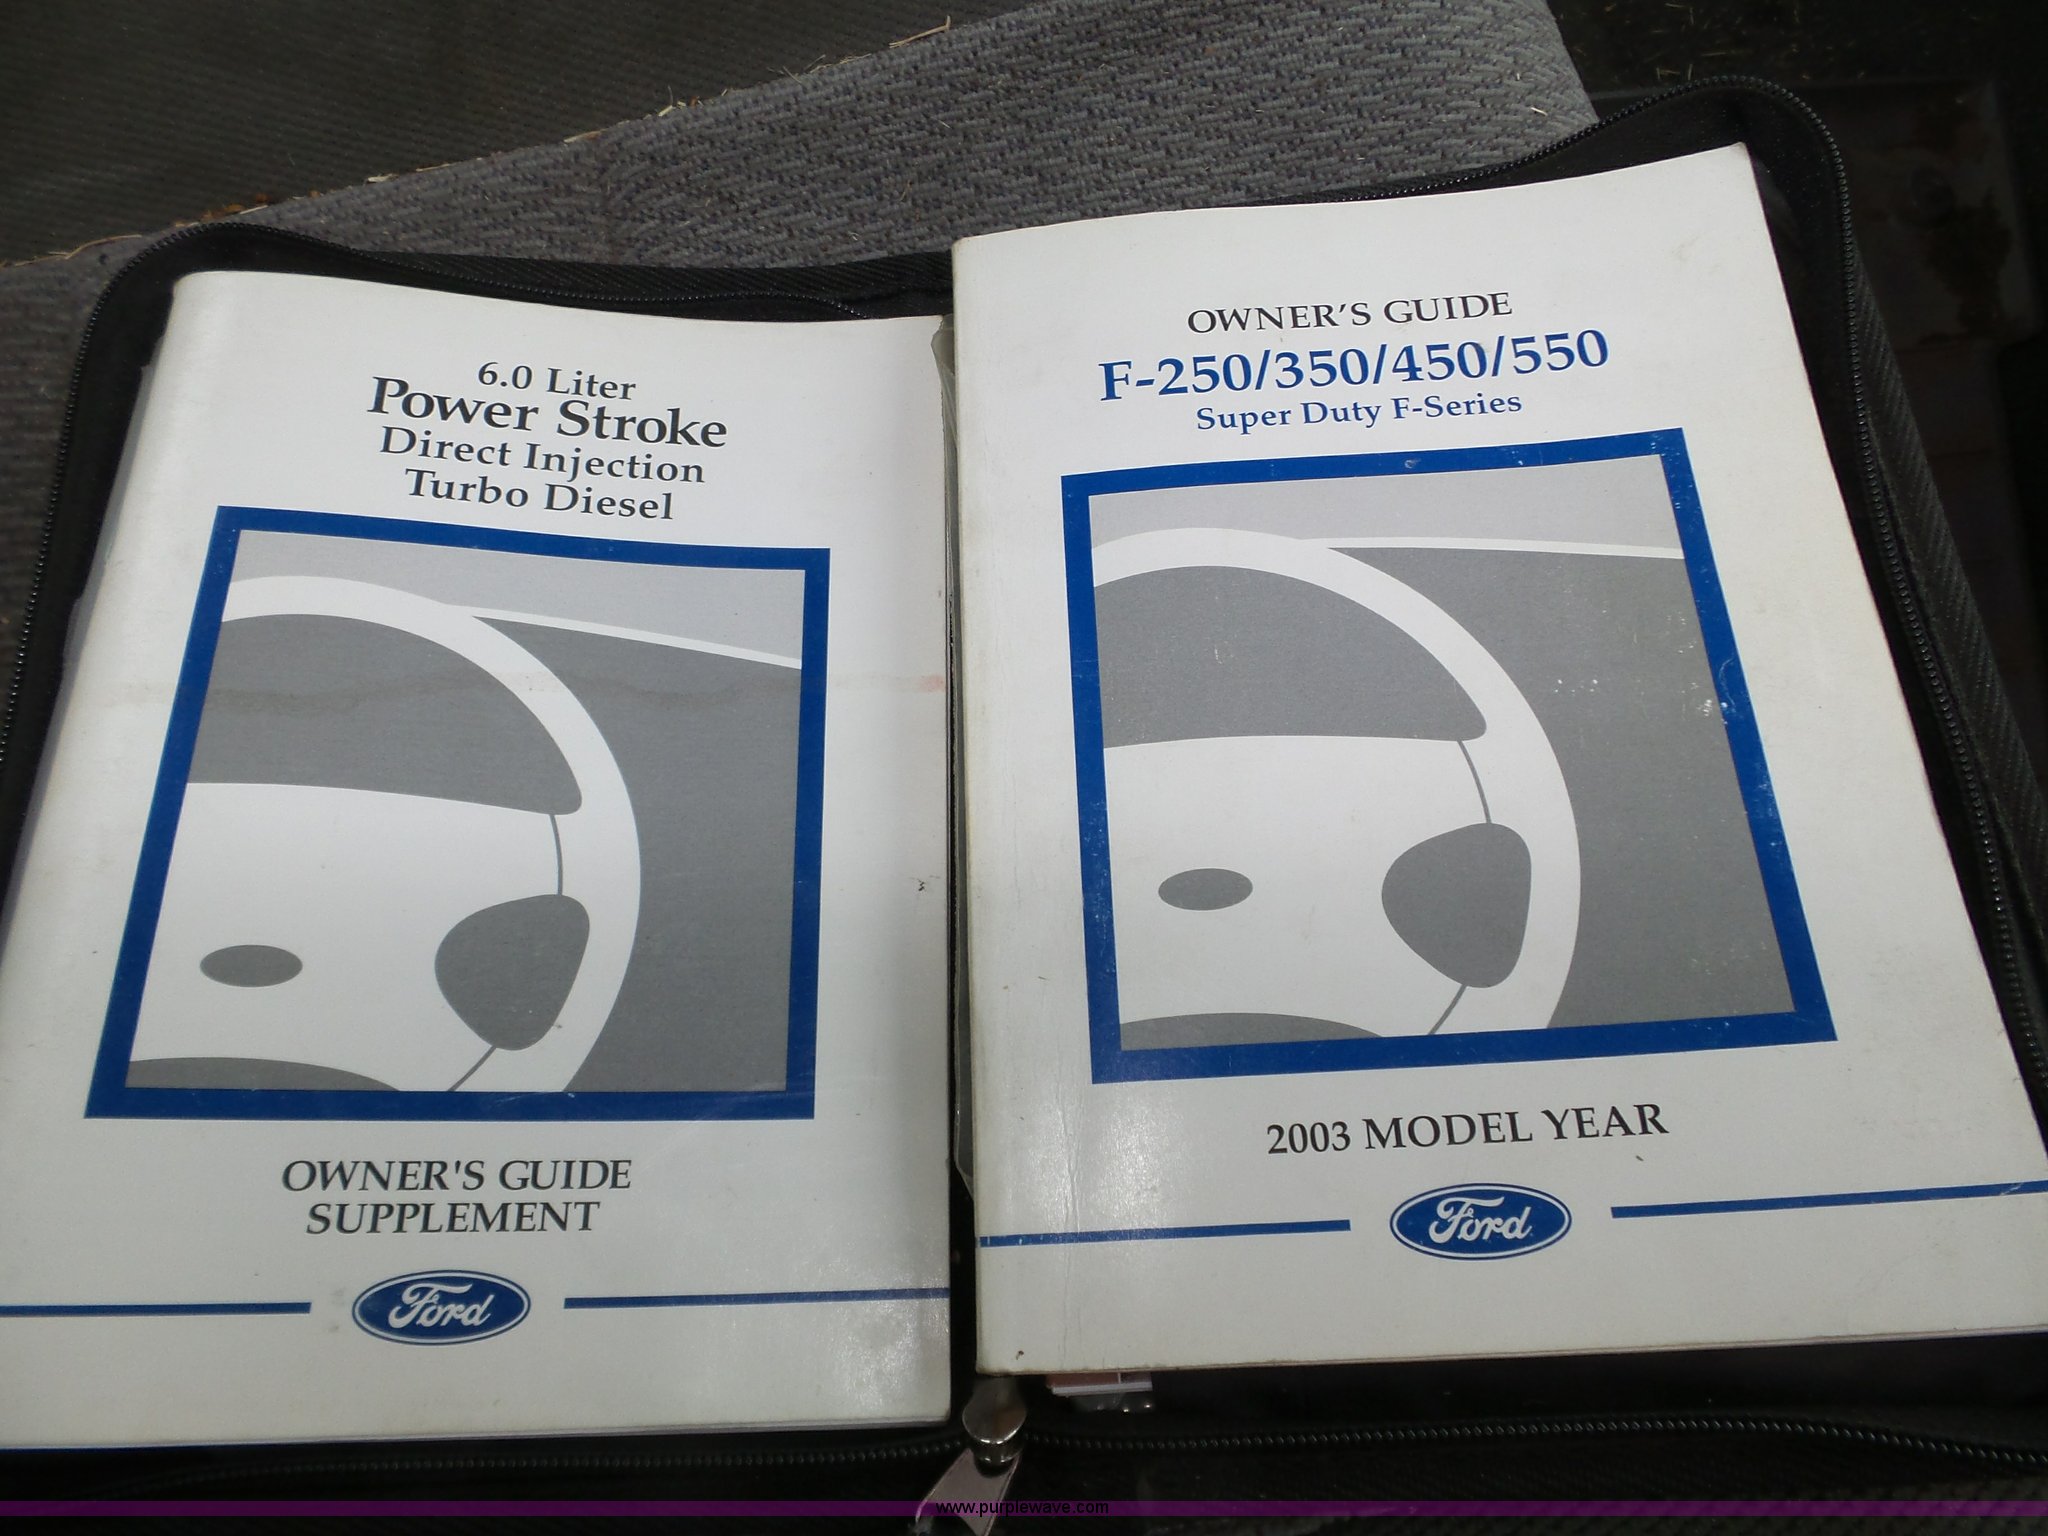 6.0 Liter
Power Stroke
Direct Injection
Turbo Diesel
OWNER'S GUIDE
SUPPLEMENT
Ford
OWNER'S GUIDE
F-250/350/450/550
Super Duty F-Series
2003 MODEL YEAR
Ford
www.purplewave.com